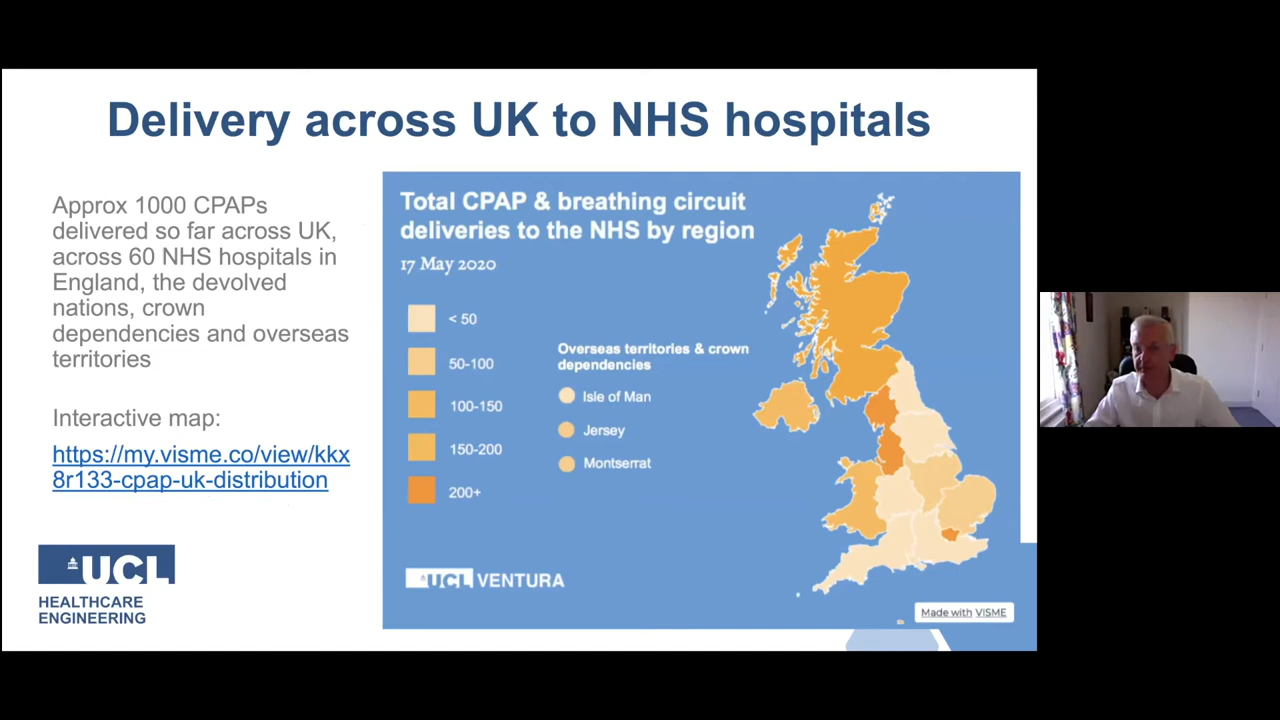 Delivery across UK to NHS hospitals
Approx 1000 CPAPs
delivered so far across UK,
across 60 NHS hospitals in
England, the devolved
nations, crown
dependencies and overseas
territories
Interactive map:
https://my.visme.co/view/kkx
8r133-cpap-uk-distribution
UCL
HEALTHCARE
ENGINEERING
Total CPAP & breathing circuit
deliveries to the NHS by region
17 May 2020
< 50
50-100
100-150
150-200
200+
Overseas territories & crown
dependencies
Isle of Man
Jersey
Montserrat
UCL VENTURA
Made with VISME